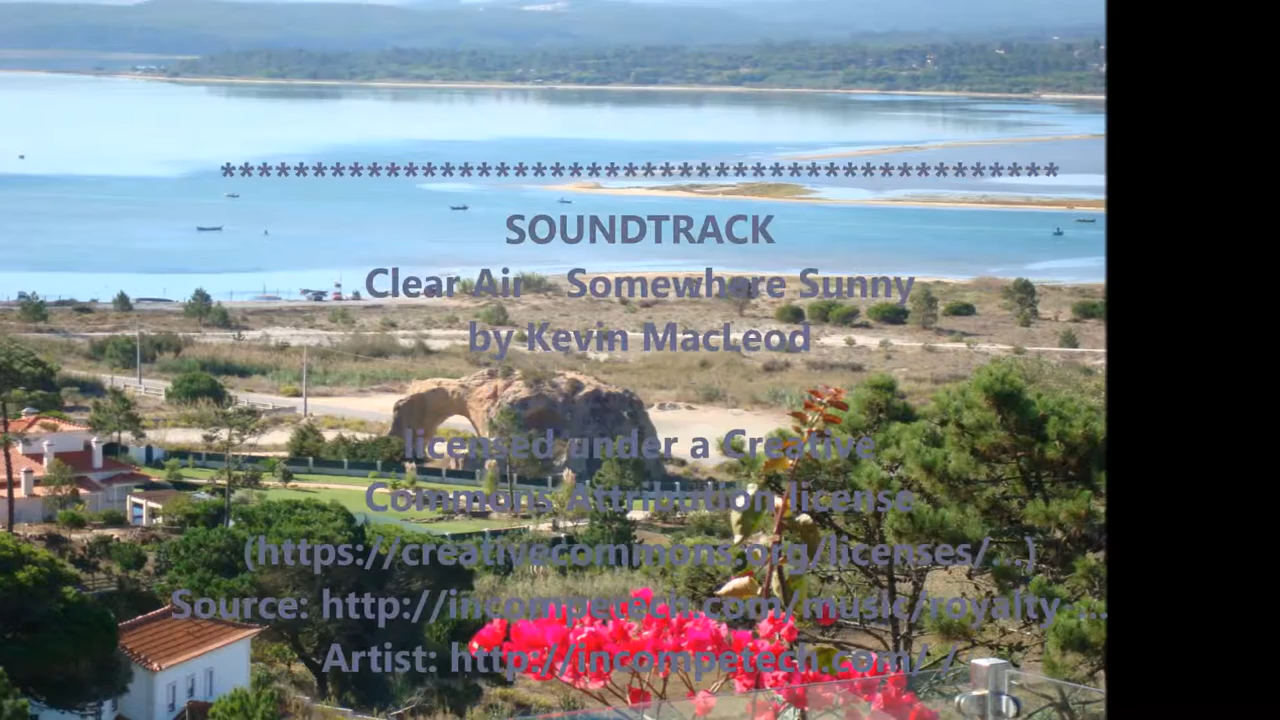 **********************************************
SOUNDTRACK
Clear Air Somewhere Sunny
by Kevin MacLeod
licensed under a Creative
Commons Attribution license
(https://creativecommons.org/licenses/...)
Source: http://incompetech.com/music/royalty-...
Artist: http://incompetech.com/ /